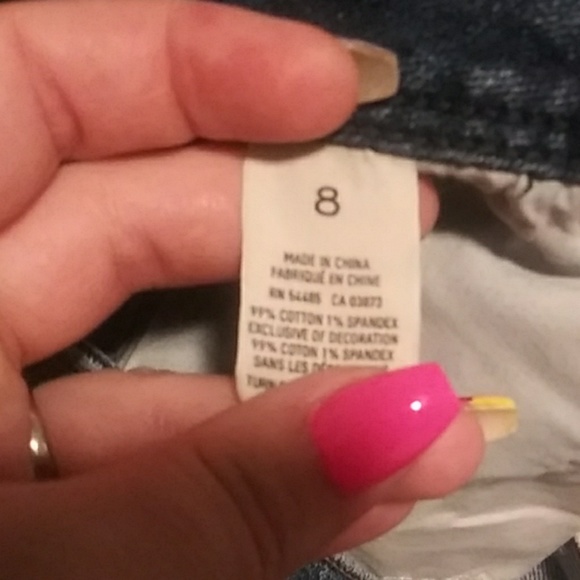 8
MADE IN CHINA
FABRIQUÉ EN CHINE
RN 54485 CA 03873
99% COTTON 1% SPANDEX
EXCLUSIVE OF DECORATION
99% COTON 1% SPANDEX
SANS LES